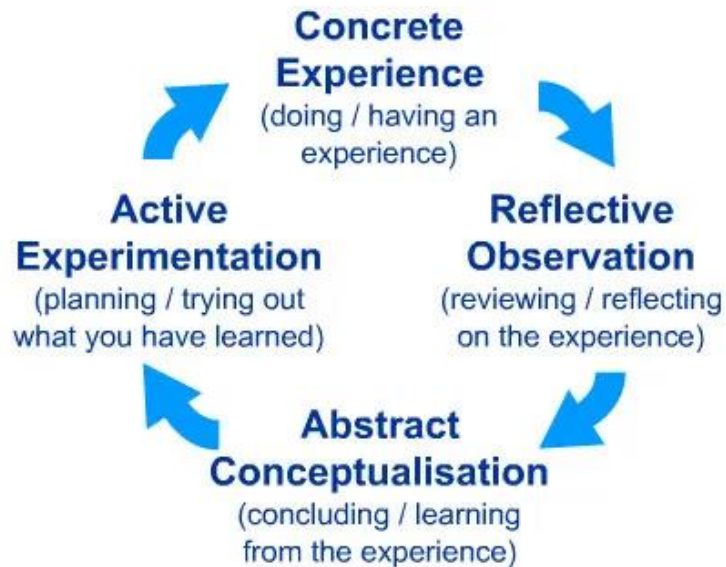 Concrete
Experience
(doing / having an
experience)
Reflective
Observation
(reviewing / reflecting
on the experience)
Abstract
Conceptualisation
(concluding / learning
from the experience)
Active
Experimentation
(planning / trying out
what you have learned)